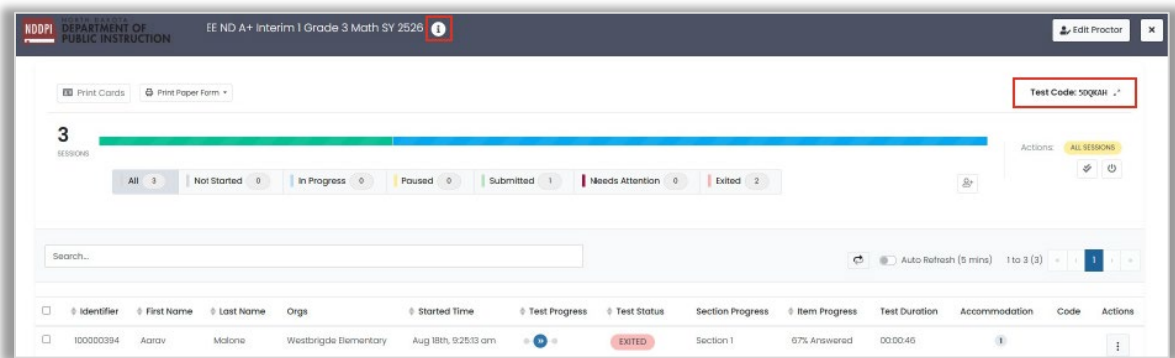 NDDPI NORTH DAKOTA DEPARTMENT OF PUBLIC INSTRUCTION
EE ND A+ Interim 1 Grade 3 Math SY 2526 i
Edit Proctor ×
Print Cards Print Paper Form
Test Code: 5DQKAH
3
SESSIONS
Actions: ALL SESSIONS
All 3 Not Started 0 In Progress 0 Paused 0 Submitted 1 Needs Attention 0 Exited 2
Search...
Auto Refresh (5 mins) 1 to 3 (3) « ‹ 1 › »
Identifier First Name Last Name Orgs Started Time Test Progress Test Status Section Progress Item Progress Test Duration Accommodation Code Actions
100000394 Aarav Malone Westbrigde Elementary Aug 18th, 9:25:13 am EXITED Section 1 67% Answered 00:00:46 1